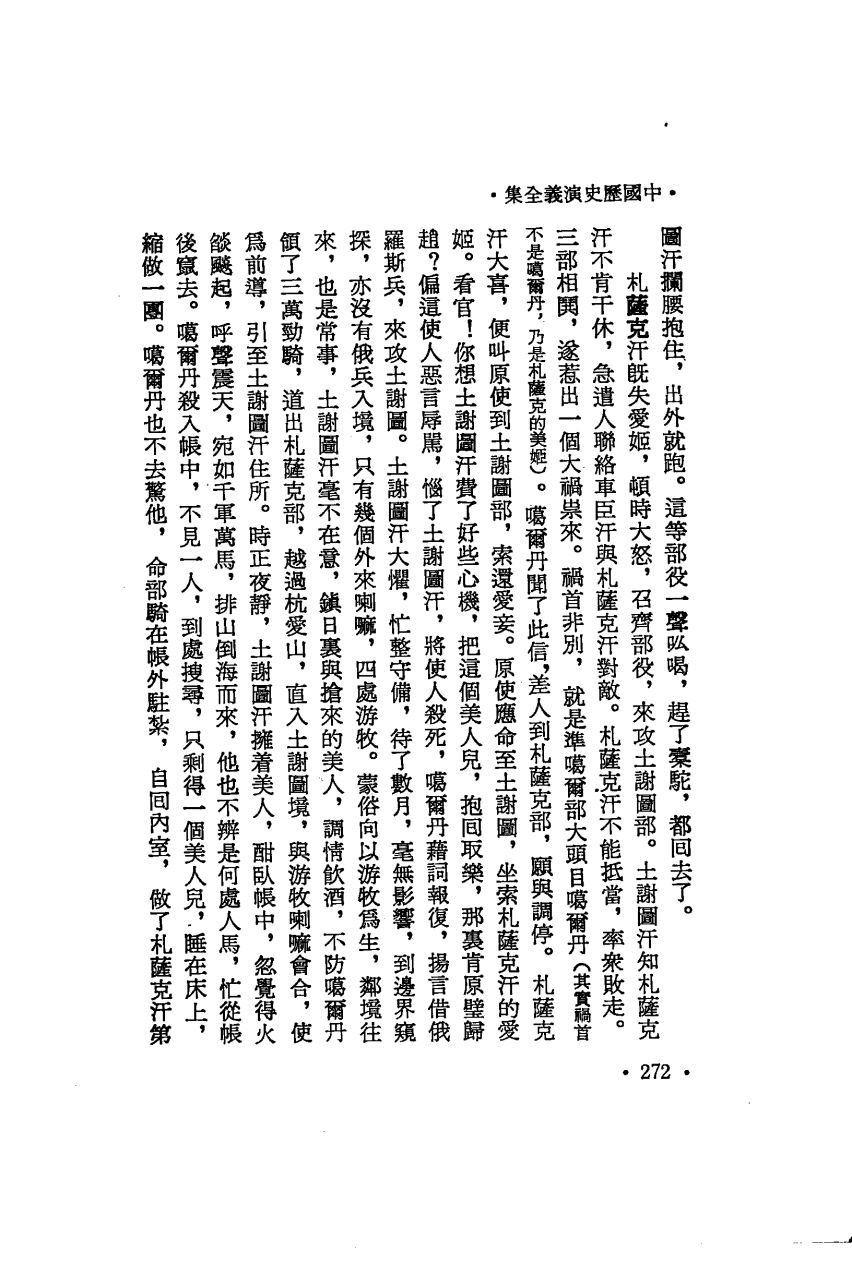 ·中國歷史演義全集·
圖汗攔腰抱住，出外就跑。這等部役一聲吆喝，趕了橐駝，都囘去了。
札薩克汗既失愛姬，頓時大怒，召齊部役，來攻土謝圖部。土謝圖汗知札薩克
汗不肯干休，急遣人聯絡車臣汗與札薩克汗對敵。札薩克汗不能抵當，率衆敗走。
三部相鬨，遂惹出一個大禍祟來。禍首非別，就是準噶爾部大頭目噶爾丹（其實禍首
不是噶爾丹，乃是札薩克的美姬）。噶爾丹聞了此信，差人到札薩克部，願與調停。札薩克
汗大喜，便叫原使到土謝圖部，索還愛妾。原使應命至土謝圖，坐索札薩克汗的愛
姬。看官！你想土謝圖汗費了好些心機，把這個美人兒，抱囘取樂，那裏肯原璧歸
趙？偏這使人惡言辱駡，惱了土謝圖汗，將使人殺死，噶爾丹藉詞報復，揚言借俄
羅斯兵，來攻土謝圖。土謝圖汗大懼，忙整守備，待了數月，毫無影響，到邊界窺
探，亦沒有俄兵入境，只有幾個外來喇嘛，四處游牧。蒙俗向以游牧爲生，鄰境往
來，也是常事，土謝圖汗毫不在意，鎮日裏與搶來的美人，調情飲酒，不防噶爾丹
領了三萬勁騎，道出札薩克部，越過杭愛山，直入土謝圖境，與游牧喇嘛會合，使
爲前導，引至土謝圖汗住所。時正夜靜，土謝圖汗擁着美人，酣臥帳中，忽覺得火
燄飈起，呼聲震天，宛如千軍萬馬，排山倒海而來，他也不辨是何處人馬，忙從帳
後竄去。噶爾丹殺入帳中，不見一人，到處搜尋，只剩得一個美人兒，睡在床上，
縮做一團。噶爾丹也不去驚他，命部騎在帳外駐紮，自囘內室，做了札薩克汗第
·272·